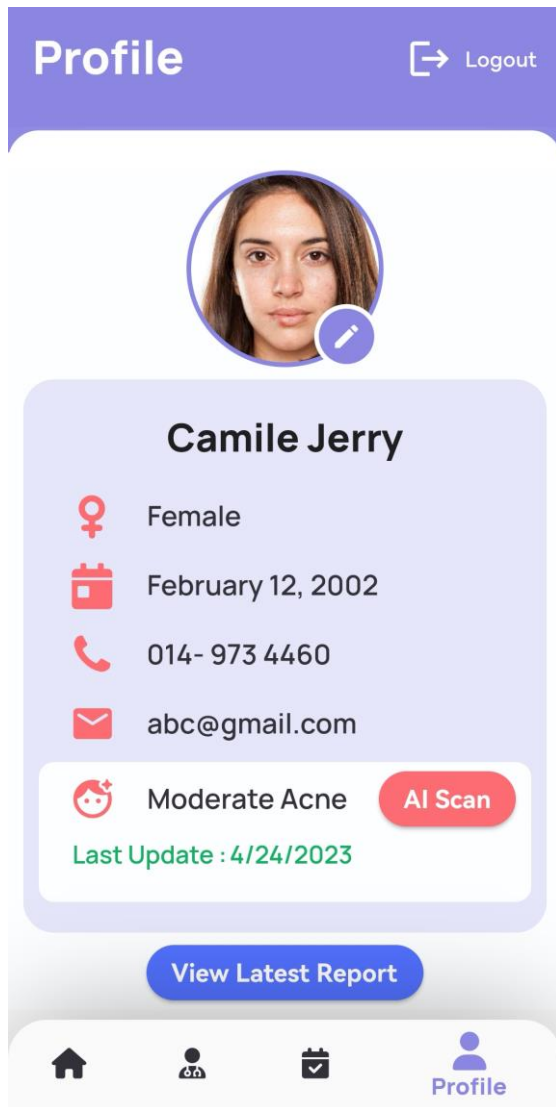 Profile
Logout
Camile Jerry
Female
February 12, 2002
014- 973 4460
abc@gmail.com
Moderate Acne
AI Scan
Last Update : 4/24/2023
View Latest Report
Profile